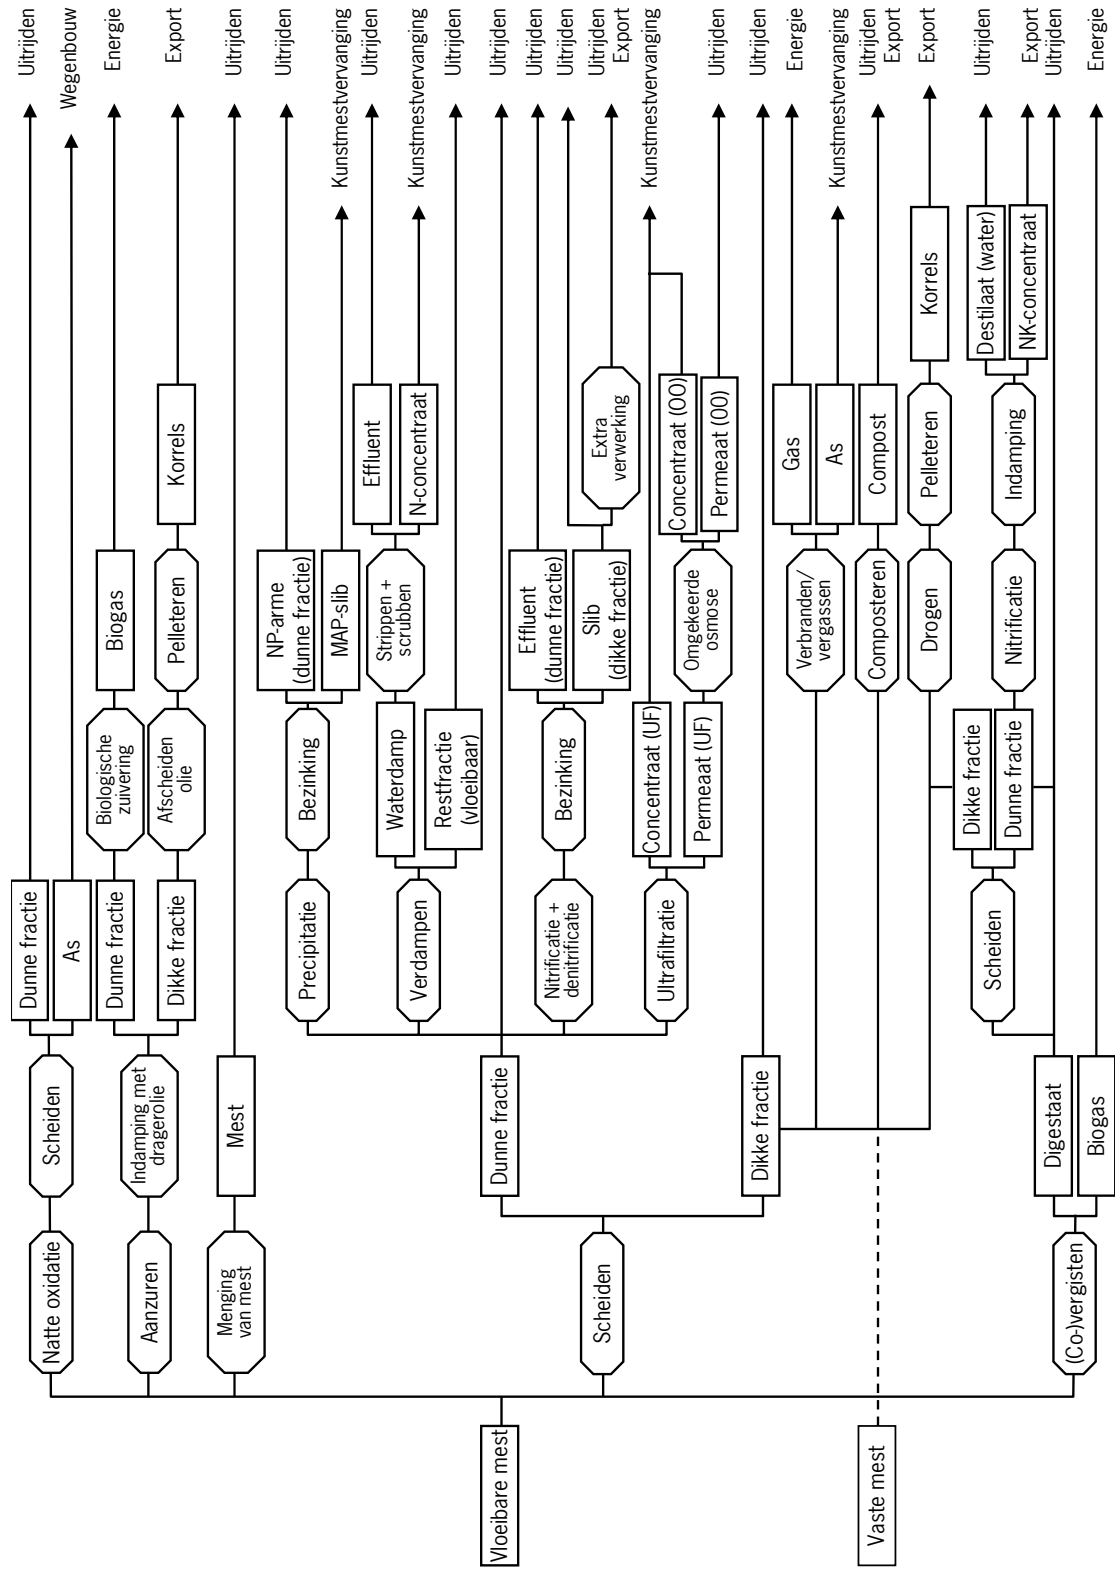 Vloeibare mest
Vaste mest
Natte oxidatie
Scheiden
Dunne fractie
Uitrijden
As
Wegenbouw
Aanzuren
Indamping met
dragerolie
Dunne fractie
Biologische
zuivering
Biogas
Energie
Dikke fractie
Afscheiden
olie
Pelleteren
Korrels
Export
Menging
van mest
Mest
Uitrijden
Scheiden
Dunne fractie
Precipitatie
Bezinking
NP-arme
(dunne fractie)
Uitrijden
MAP-slib
Kunstmestvervanging
Verdampen
Waterdamp
Strippen +
scrubben
Effluent
Uitrijden
N-concentraat
Kunstmestvervanging
Restfractie
(vloeibaar)
Uitrijden
Uitrijden
Nitrificatie +
denitrificatie
Bezinking
Effluent
(dunne fractie)
Uitrijden
Slib
(dikke fractie)
Uitrijden
Extra
verwerking
Uitrijden
Export
Ultrafiltratie
Concentraat (UF)
Kunstmestvervanging
Permeaat (UF)
Omgekeerde
osmose
Concentraat (OO)
Permeaat (OO)
Uitrijden
Dikke fractie
Uitrijden
Verbranden/
vergassen
Gas
Energie
As
Kunstmestvervanging
Composteren
Compost
Uitrijden
Export
Drogen
Pelleteren
Korrels
Export
(Co-)vergisten
Digestaat
Scheiden
Dikke fractie
Dunne fractie
Nitrificatie
Indamping
Destilaat (water)
Uitrijden
NK-concentraat
Export
Uitrijden
Biogas
Energie